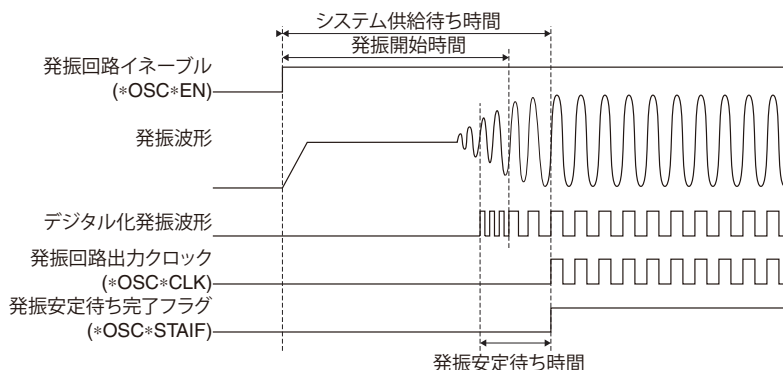 システム供給待ち時間
発振開始時間
発振回路イネーブル
(*OSC*EN)
発振波形
デジタル化発振波形
発振回路出力クロック
(*OSC*CLK)
発振安定待ち完了フラグ
(*OSC*STAIF)
発振安定待ち時間